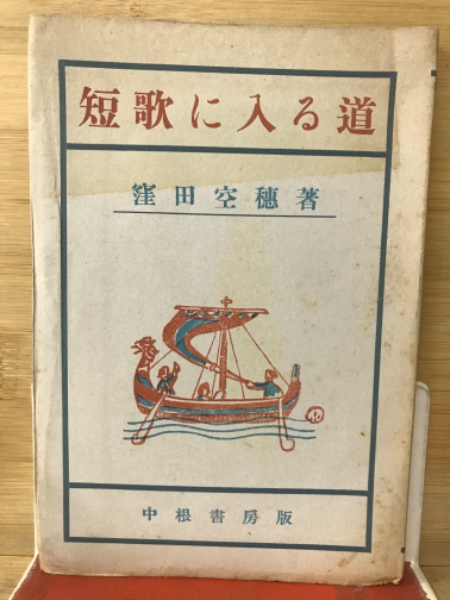 短歌に入る道
窪田空穂著
中根書房版